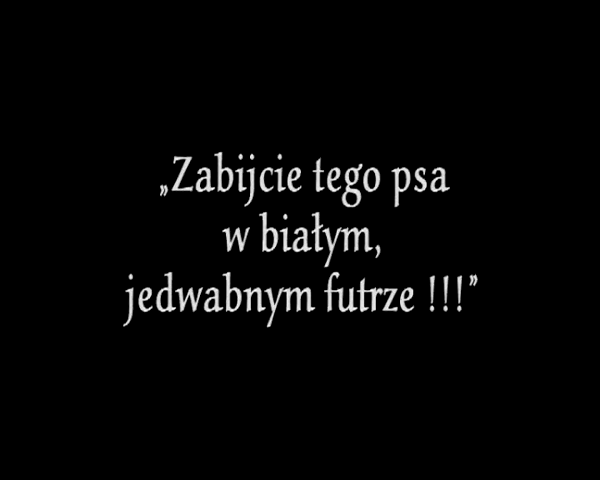 „Zabijcie tego psa
w białym,
jedwabnym futrze !!!”